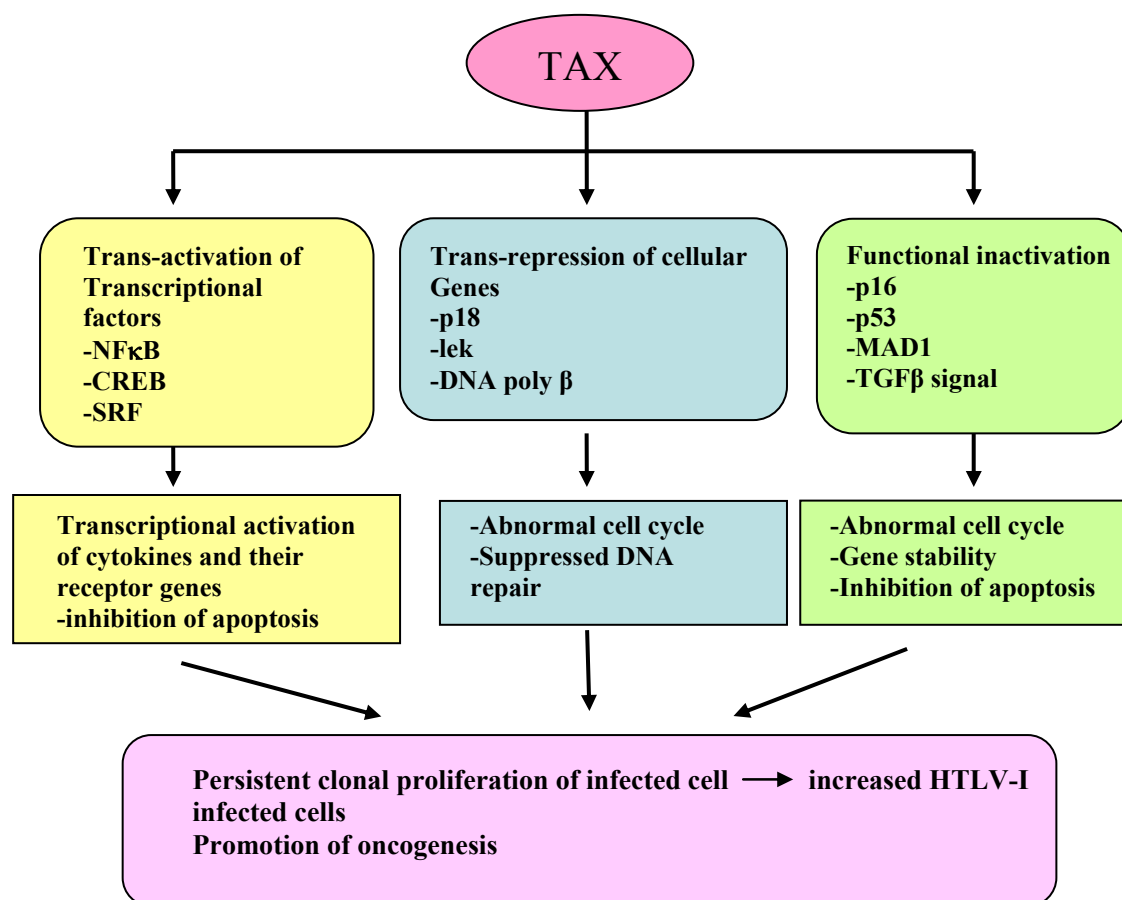 TAX
Trans-activation of
Transcriptional
factors
-NFκB
-CREB
-SRF
Trans-repression of cellular
Genes
-p18
-lek
-DNA poly β
Functional inactivation
-p16
-p53
-MAD1
-TGFβ signal
Transcriptional activation
of cytokines and their
receptor genes
-inhibition of apoptosis
-Abnormal cell cycle
-Suppressed DNA
repair
-Abnormal cell cycle
-Gene stability
-Inhibition of apoptosis
Persistent clonal proliferation of infected cell → increased HTLV-I
infected cells
Promotion of oncogenesis